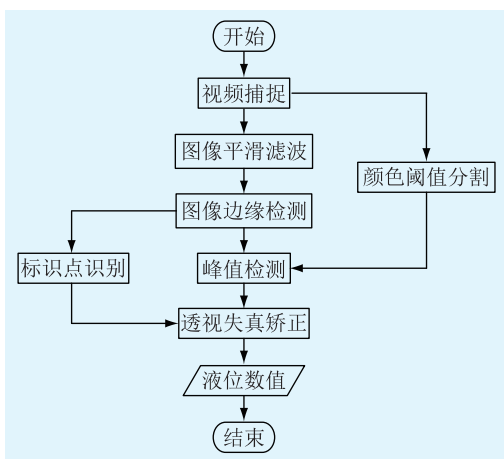 开始
视频捕捉
图像平滑滤波
颜色阈值分割
图像边缘检测
标识点识别
峰值检测
透视失真矫正
液位数值
结束